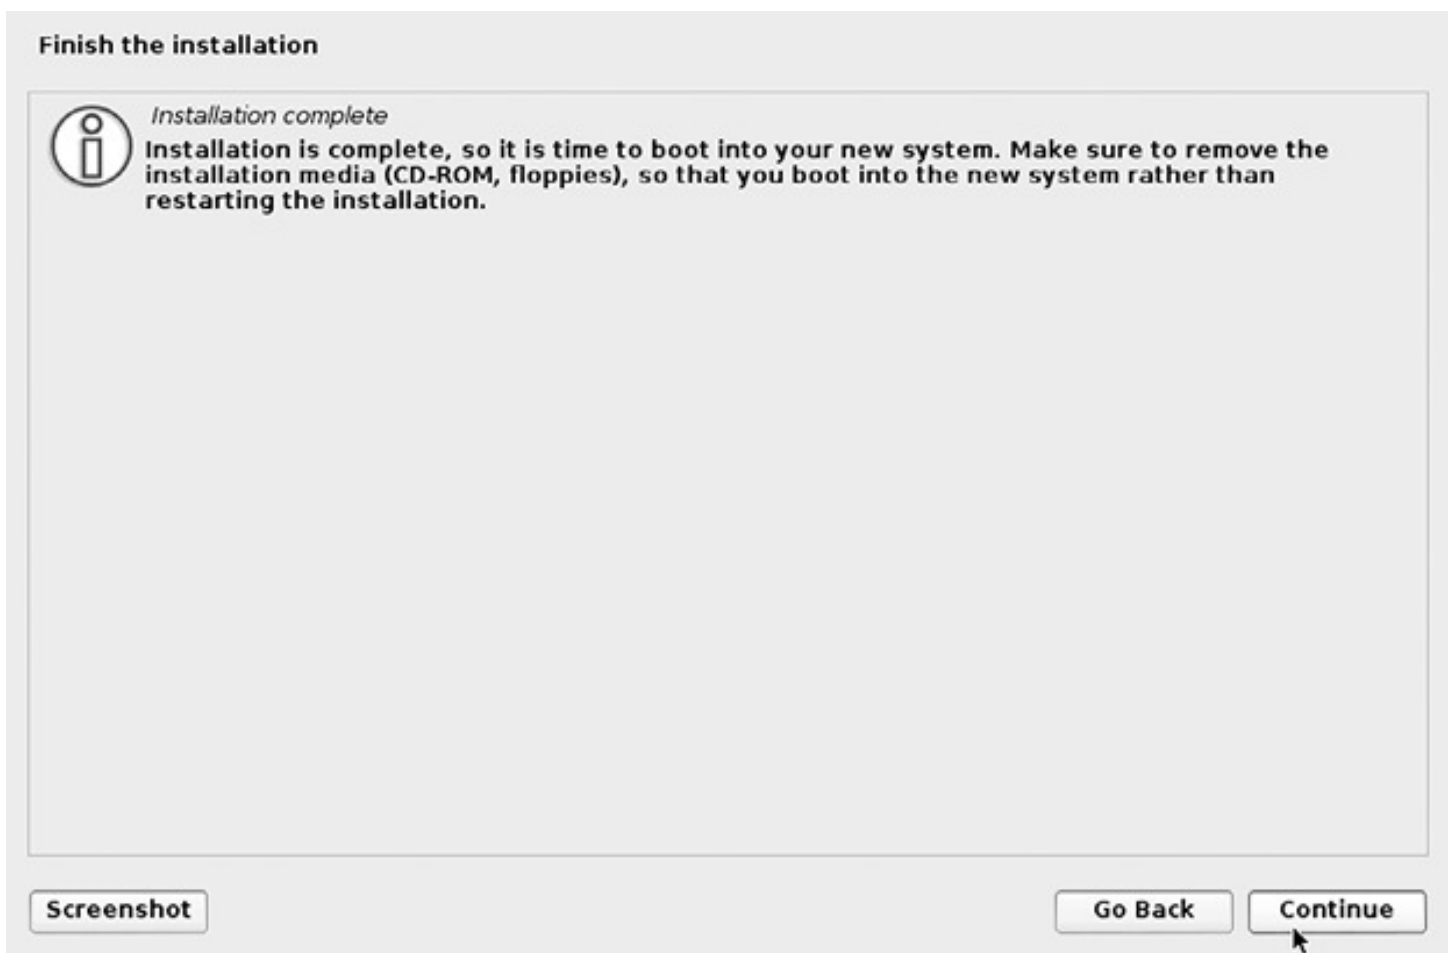 Finish the installation
Installation complete
Installation is complete, so it is time to boot into your new system. Make sure to remove the
installation media (CD-ROM, floppies), so that you boot into the new system rather than
restarting the installation.
Screenshot
Go Back
Continue